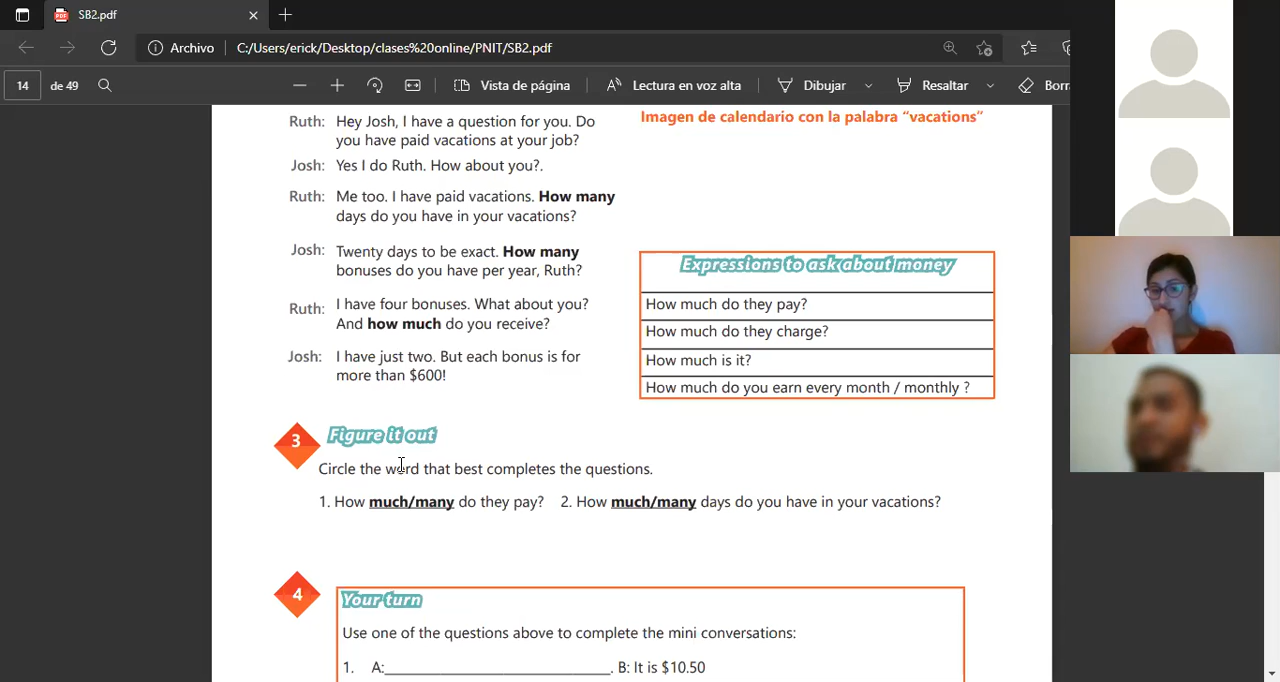 SB2.pdf
Archivo
C:/Users/erick/Desktop/clases%20online/PNIT/SB2.pdf
14
de 49
Vista de página
Lectura en voz alta
Dibujar
Resaltar
Borra
Ruth: Hey Josh, I have a question for you. Do
you have paid vacations at your job?
Josh: Yes I do Ruth. How about you?.
Ruth: Me too. I have paid vacations. How many
days do you have in your vacations?
Josh: Twenty days to be exact. How many
bonuses do you have per year, Ruth?
Ruth: I have four bonuses. What about you?
And how much do you receive?
Josh: I have just two. But each bonus is for
more than $600!
Imagen de calendario con la palabra “vacations”
Expressions to ask about money
How much do they pay?
How much do they charge?
How much is it?
How much do you earn every month / monthly ?
3 Figure it out
Circle the word that best completes the questions.
1. How much/many do they pay? 2. How much/many days do you have in your vacations?
4 Your turn
Use one of the questions above to complete the mini conversations:
1. A:______________________________. B: It is $10.50